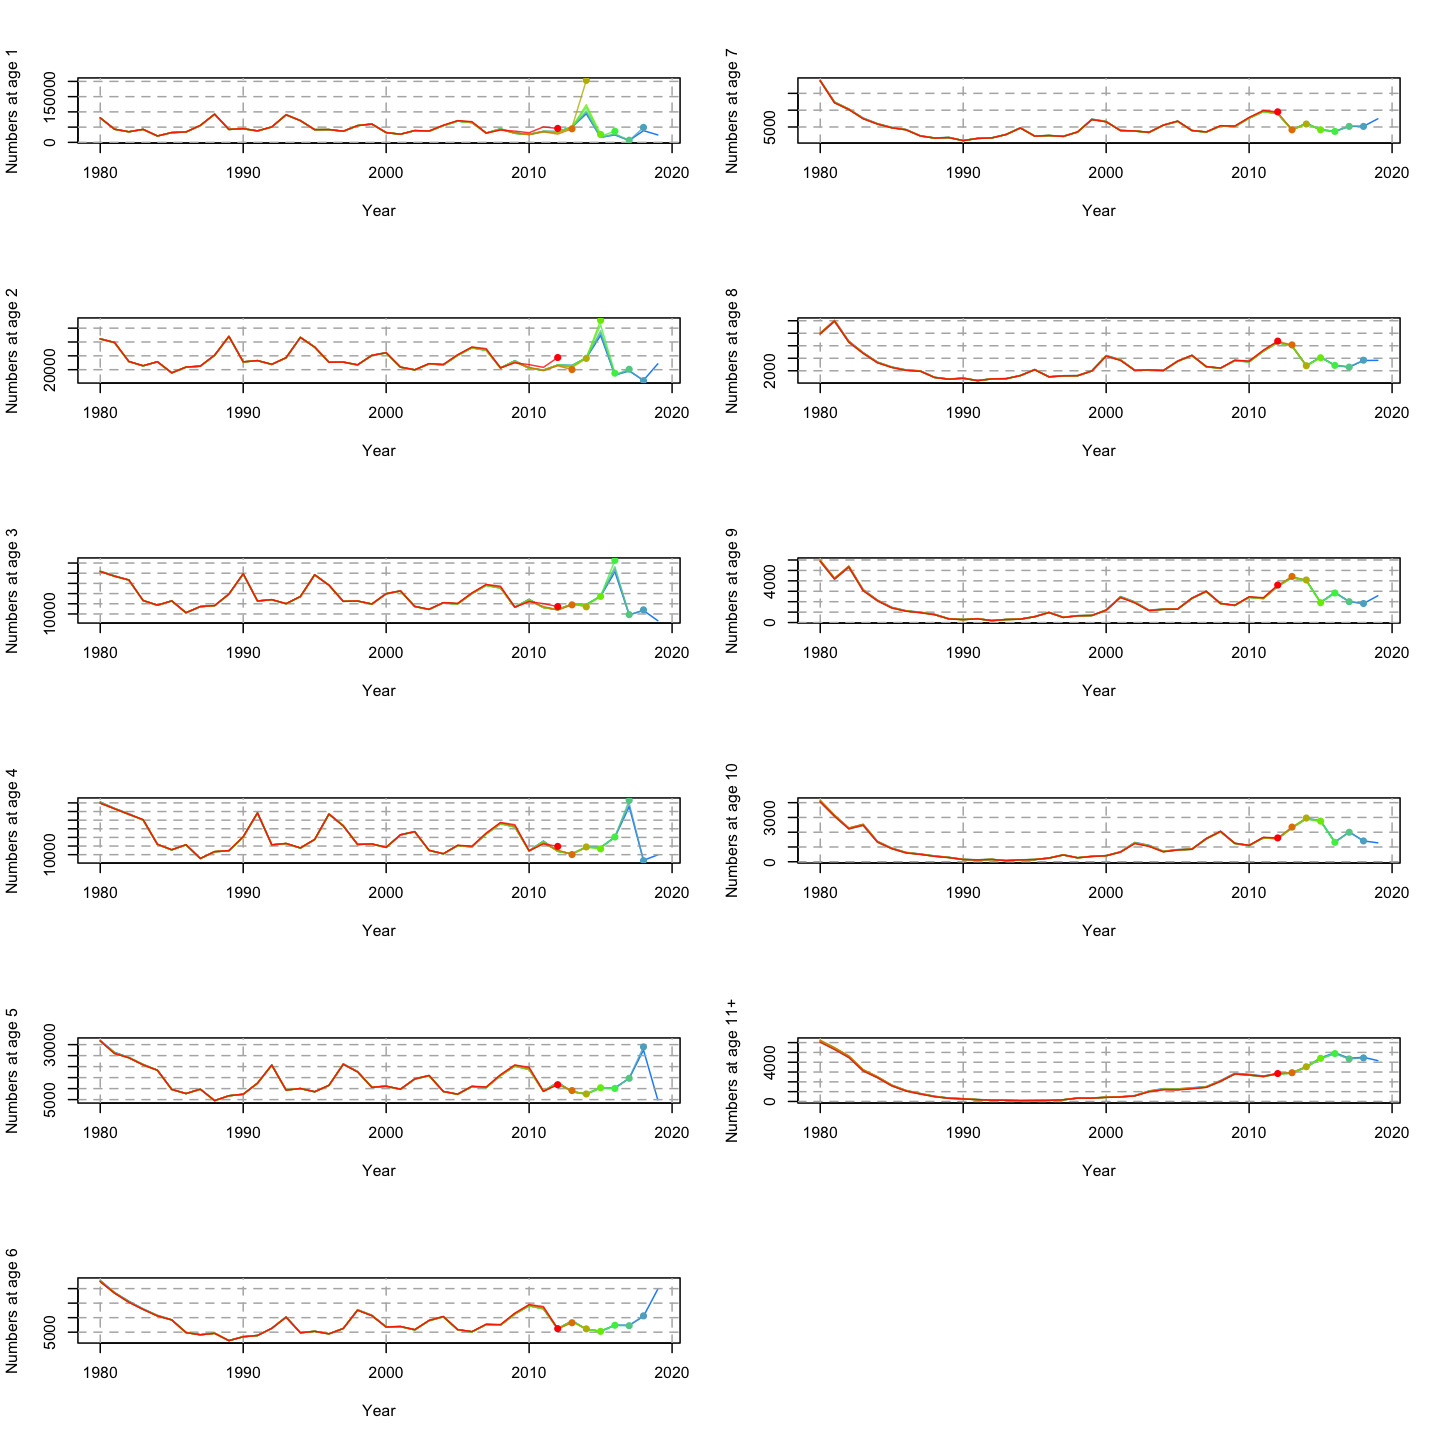 Numbers at age 1
0 150000
1980 1990 2000 2010 2020
Year
Numbers at age 2
20000
1980 1990 2000 2010 2020
Year
Numbers at age 3
10000
1980 1990 2000 2010 2020
Year
Numbers at age 4
10000
1980 1990 2000 2010 2020
Year
Numbers at age 5
5000 30000
1980 1990 2000 2010 2020
Year
Numbers at age 6
5000
1980 1990 2000 2010 2020
Year
Numbers at age 7
5000
1980 1990 2000 2010 2020
Year
Numbers at age 8
2000
1980 1990 2000 2010 2020
Year
Numbers at age 9
0 4000
1980 1990 2000 2010 2020
Year
Numbers at age 10
0 3000
1980 1990 2000 2010 2020
Year
Numbers at age 11+
0 4000
1980 1990 2000 2010 2020
Year